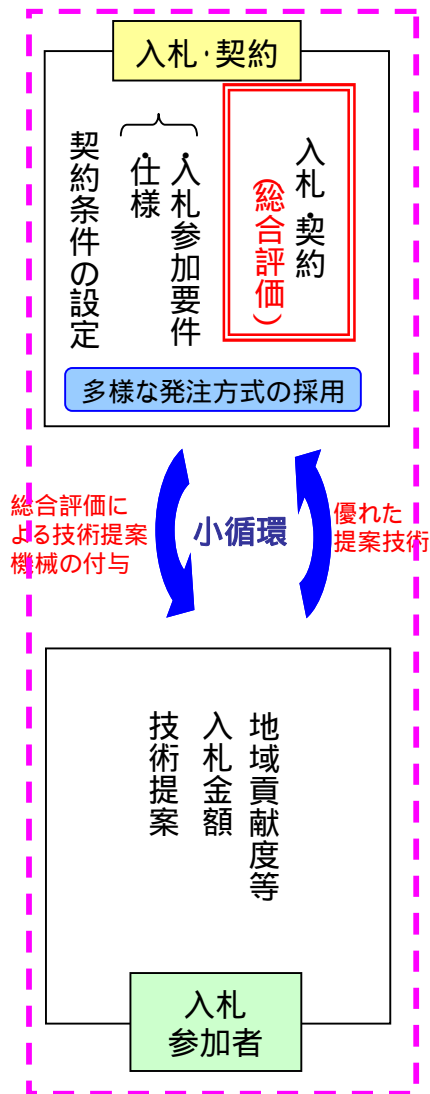 入札・契約
入札・契約
(総合評価)
・入札参加要件
・仕様
契約条件の設定
多様な発注方式の採用
総合評価に
よる技術提案
機械の付与
小循環
優れた
提案技術
地域貢献度等
入札金額
技術提案
入札
参加者